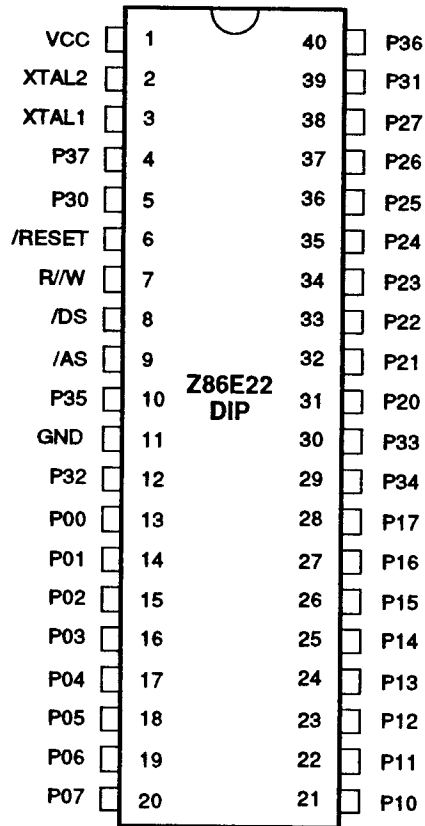 VCC 1 40 P36
XTAL2 2 39 P31
XTAL1 3 38 P27
P37 4 37 P26
P30 5 36 P25
/RESET 6 35 P24
R//W 7 34 P23
/DS 8 33 P22
/AS 9 32 P21
P35 10 Z86E22 31 P20
DIP
GND 11 30 P33
P32 12 29 P34
P00 13 28 P17
P01 14 27 P16
P02 15 26 P15
P03 16 25 P14
P04 17 24 P13
P05 18 23 P12
P06 19 22 P11
P07 20 21 P10